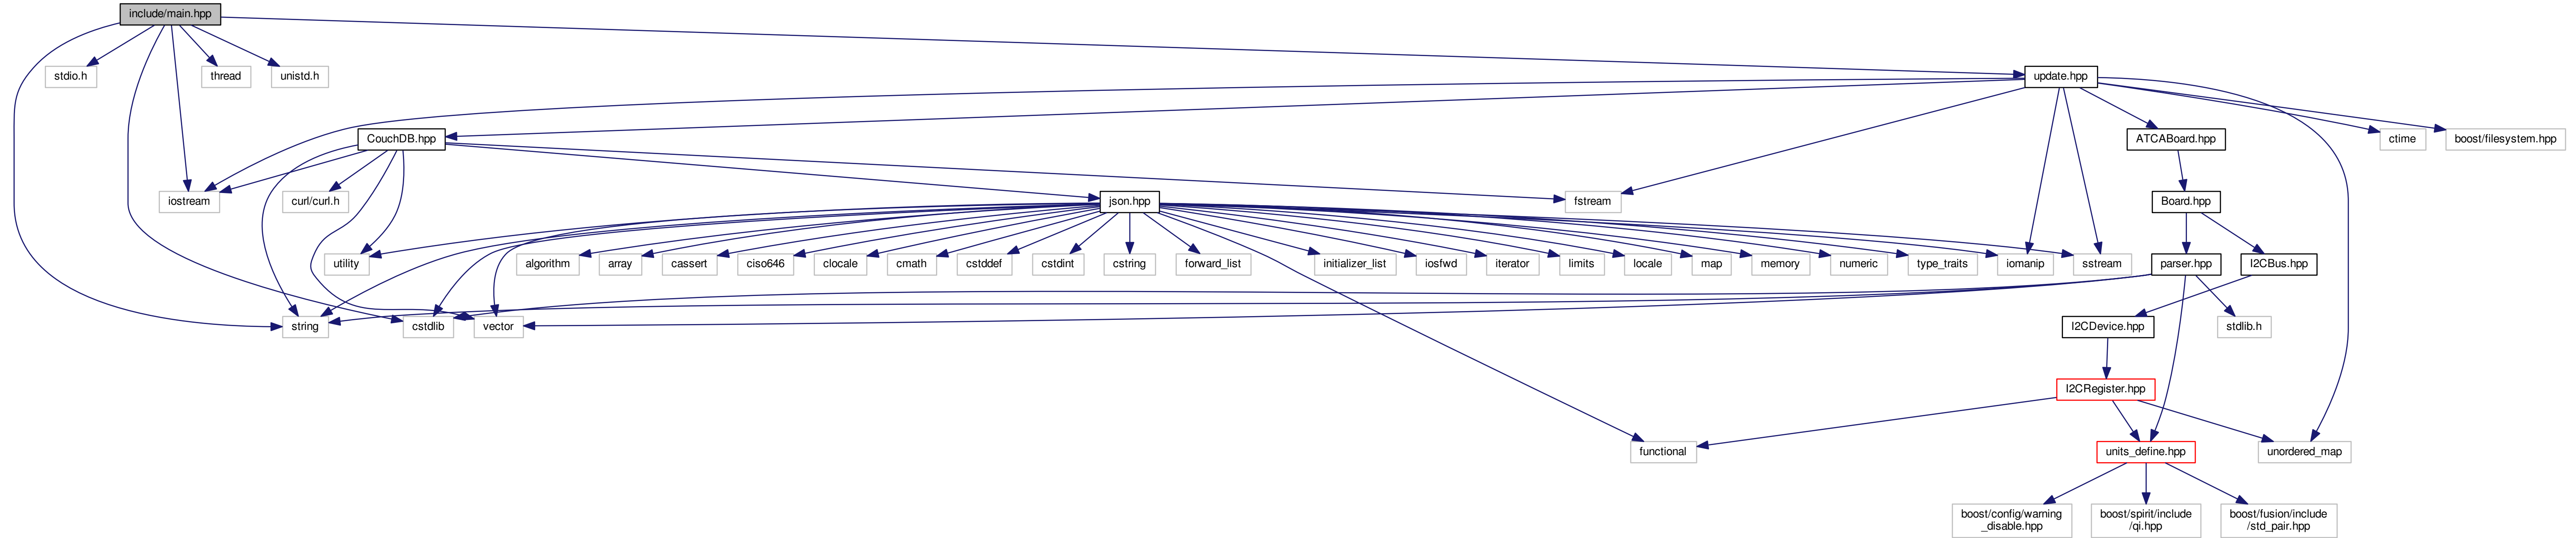 include/main.hpp
stdio.h
thread
unistd.h
update.hpp
CouchDB.hpp
ATCABoard.hpp
ctime
boost/filesystem.hpp
iostream
curl/curl.h
json.hpp
fstream
Board.hpp
utility
algorithm
array
cassert
ciso646
clocale
cmath
cstddef
cstdint
cstring
forward_list
initializer_list
iosfwd
iterator
limits
locale
map
memory
numeric
type_traits
iomanip
sstream
parser.hpp
I2CBus.hpp
string
cstdlib
vector
I2CDevice.hpp
stdlib.h
I2CRegister.hpp
functional
units_define.hpp
unordered_map
boost/config/warning
_disable.hpp
boost/spirit/include
/qi.hpp
boost/fusion/include
/std_pair.hpp